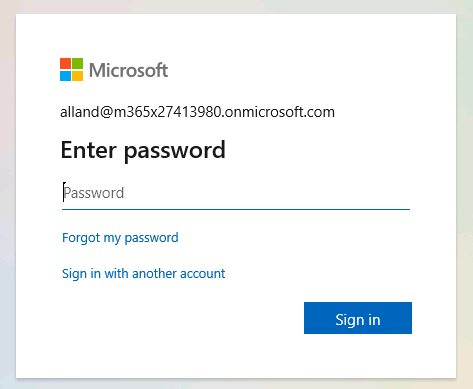 Microsoft
alland@m365x27413980.onmicrosoft.com
Enter password
Password
Forgot my password
Sign in with another account
Sign in